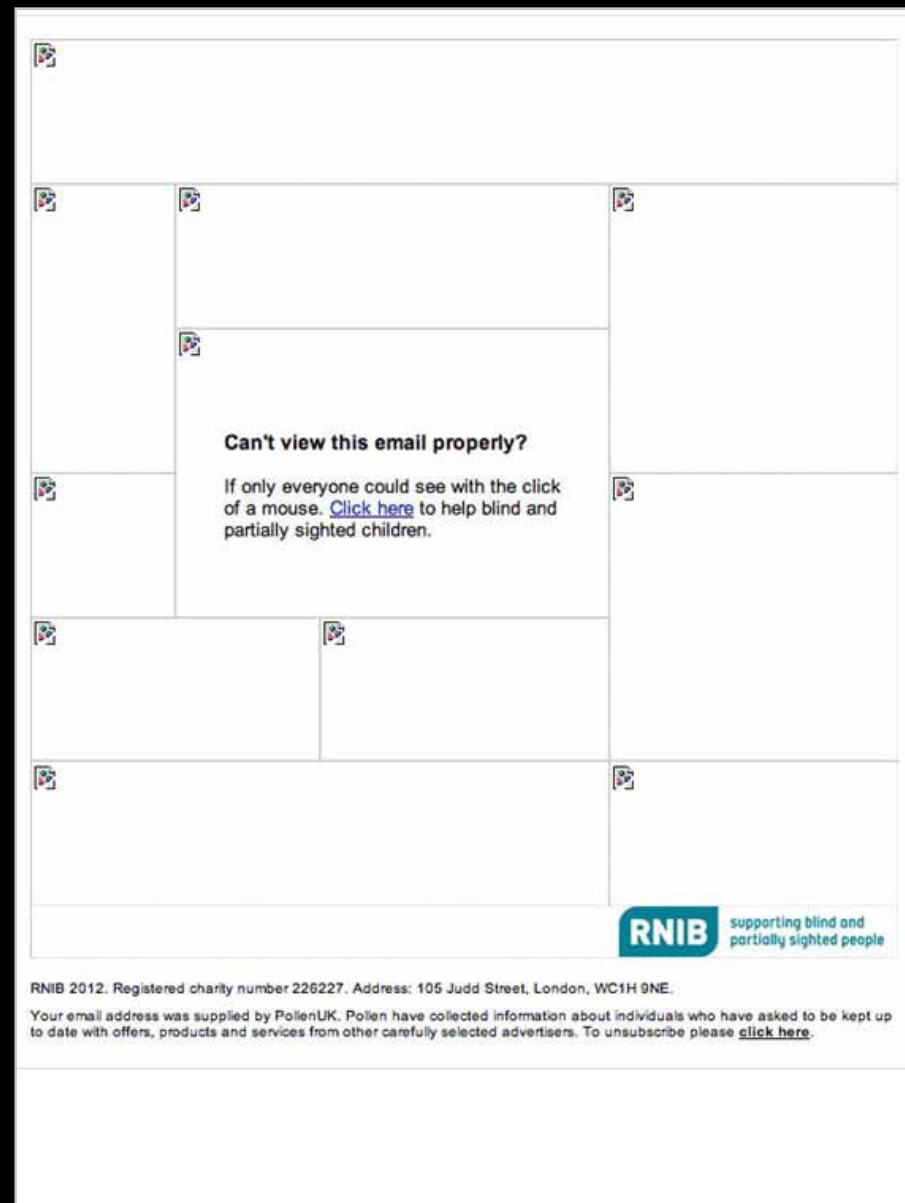 Can't view this email properly?
If only everyone could see with the click
of a mouse. Click here to help blind and
partially sighted children.
RNIB
supporting blind and
partially sighted people
RNIB 2012. Registered charity number 226227. Address: 105 Judd Street, London, WC1H 9NE.
Your email address was supplied by PollenUK. Pollen have collected information about individuals who have asked to be kept up
to date with offers, products and services from other carefully selected advertisers. To unsubscribe please click here.